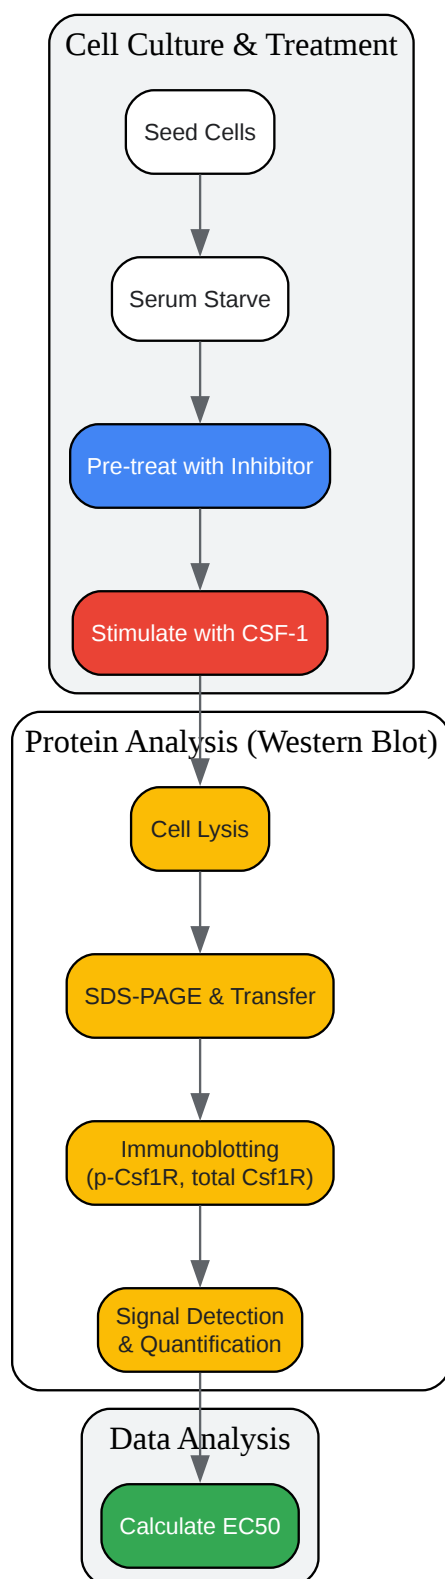 Cell Culture & Treatment
Seed Cells
Serum Starve
Pre-treat with Inhibitor
Stimulate with CSF-1
Protein Analysis (Western Blot)
Cell Lysis
SDS-PAGE & Transfer
Immunoblotting
(p-Csf1R, total Csf1R)
Signal Detection
& Quantification
Data Analysis
Calculate EC50